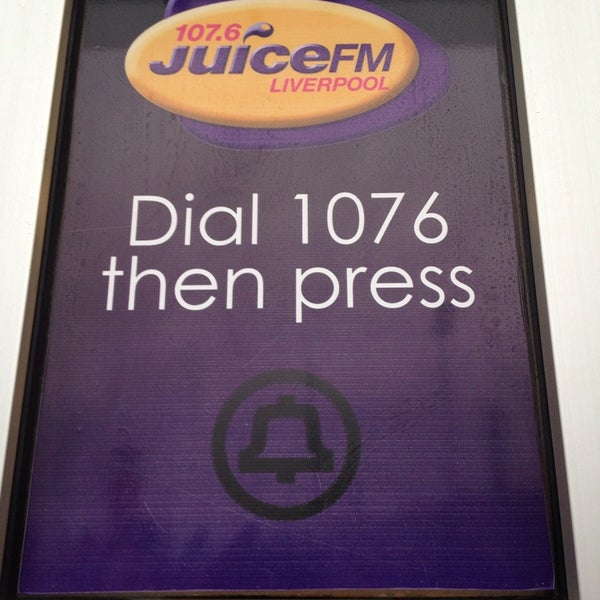 107.6
JuiceFM
LIVERPOOL
Dial 1076
then press